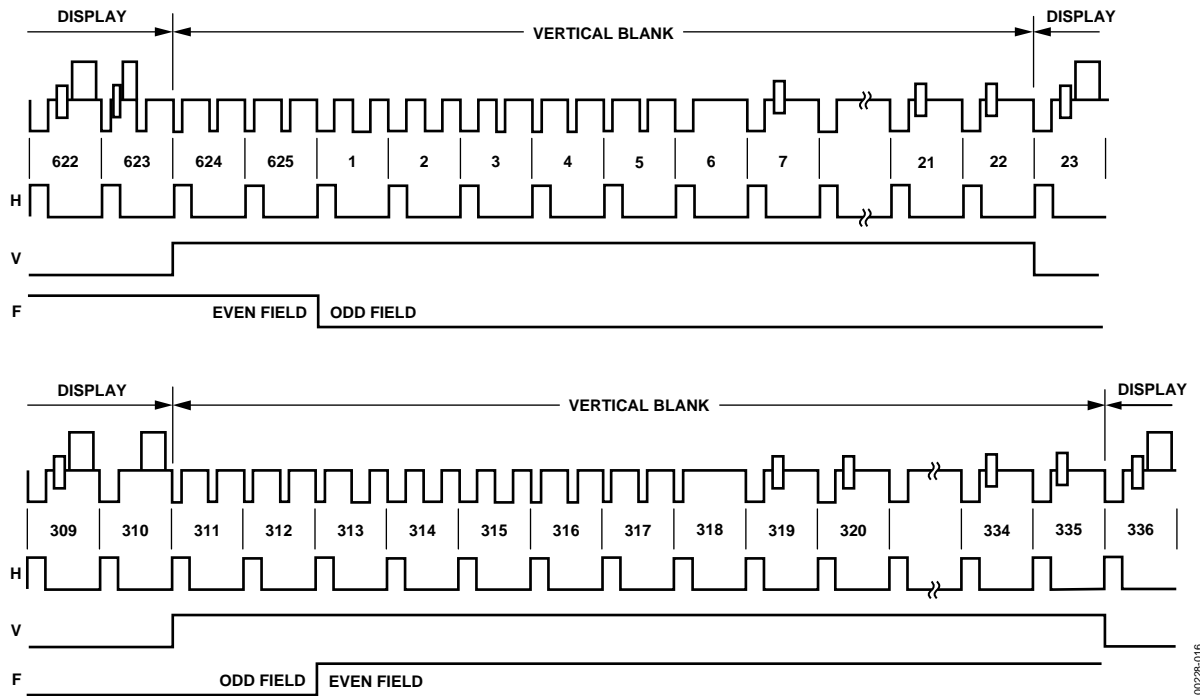 DISPLAY VERTICAL BLANK DISPLAY
622 623 624 625 1 2 3 4 5 6 7 21 22 23
H
V
F EVEN FIELD ODD FIELD
DISPLAY VERTICAL BLANK DISPLAY
309 310 311 312 313 314 315 316 317 318 319 320 334 335 336
H
V
F ODD FIELD EVEN FIELD
00228-016